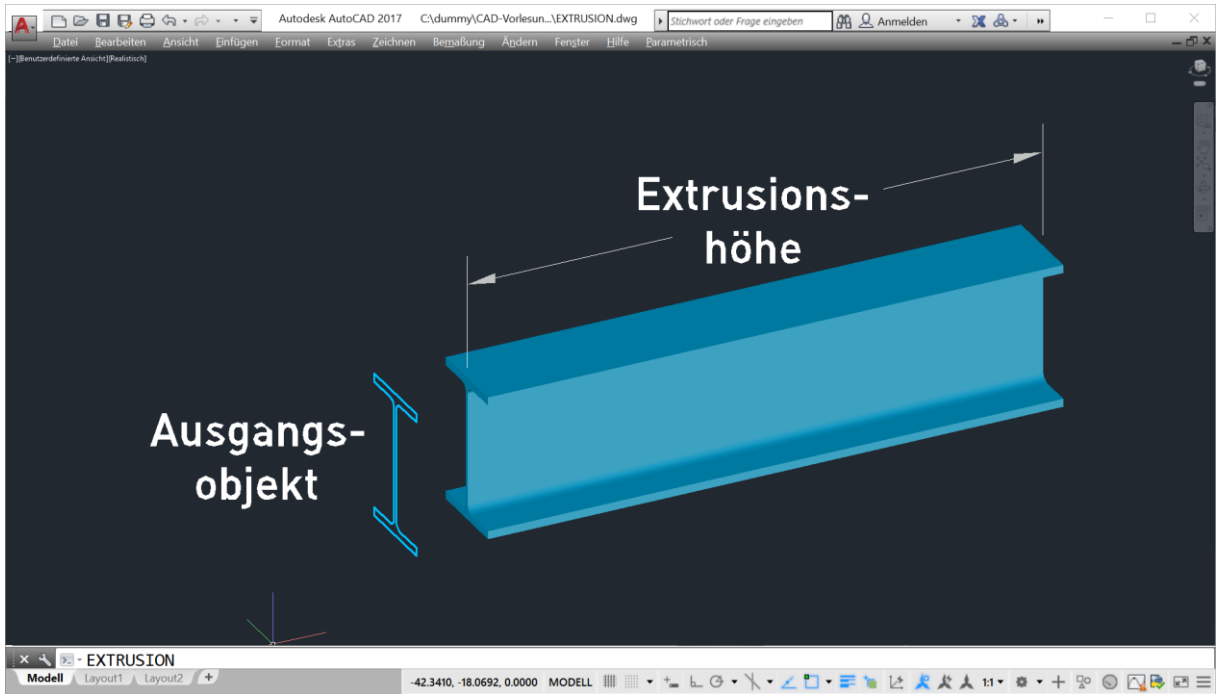 A.
Autodesk AutoCAD 2017 C:\dummy\CAD-Vorlesun...\EXTRUSION.dwg Stichwort oder Frage eingeben Anmelden
Datei Bearbeiten Ansicht Einfügen Format Extras Zeichnen Bemaßung Ändern Fenster Hilfe Parametrisch
[−][Benutzerdefinierte Ansicht][Realistisch]
Extrusions-
höhe
Ausgangs-
objekt
EXTRUSION
Modell Layout1 Layout2 +
-42.3410, -18.0692, 0.0000 MODELL 1:1